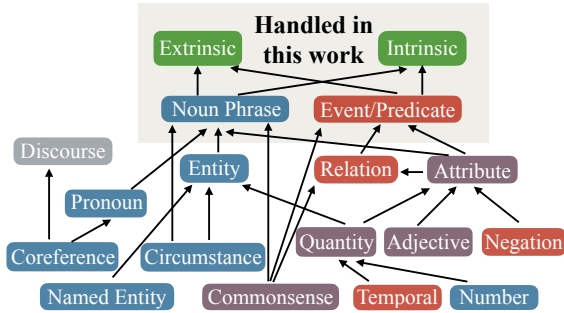 Handled in
this work
Extrinsic
Intrinsic
Noun Phrase
Event/Predicate
Discourse
Entity
Relation
Attribute
Pronoun
Coreference
Circumstance
Quantity
Adjective
Negation
Named Entity
Commonsense
Temporal
Number